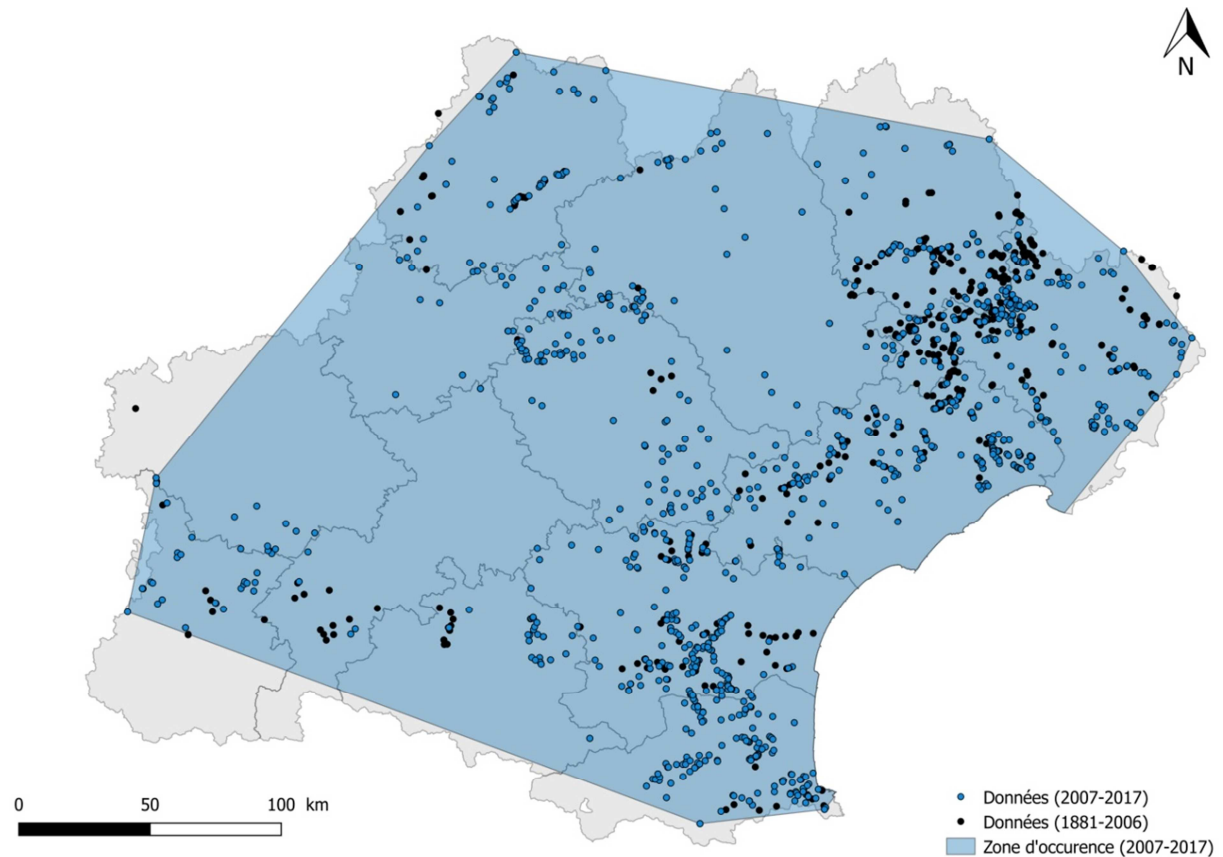 N
0 50 100 km
Données (2007-2017)
Données (1881-2006)
Zone d'occurence (2007-2017)